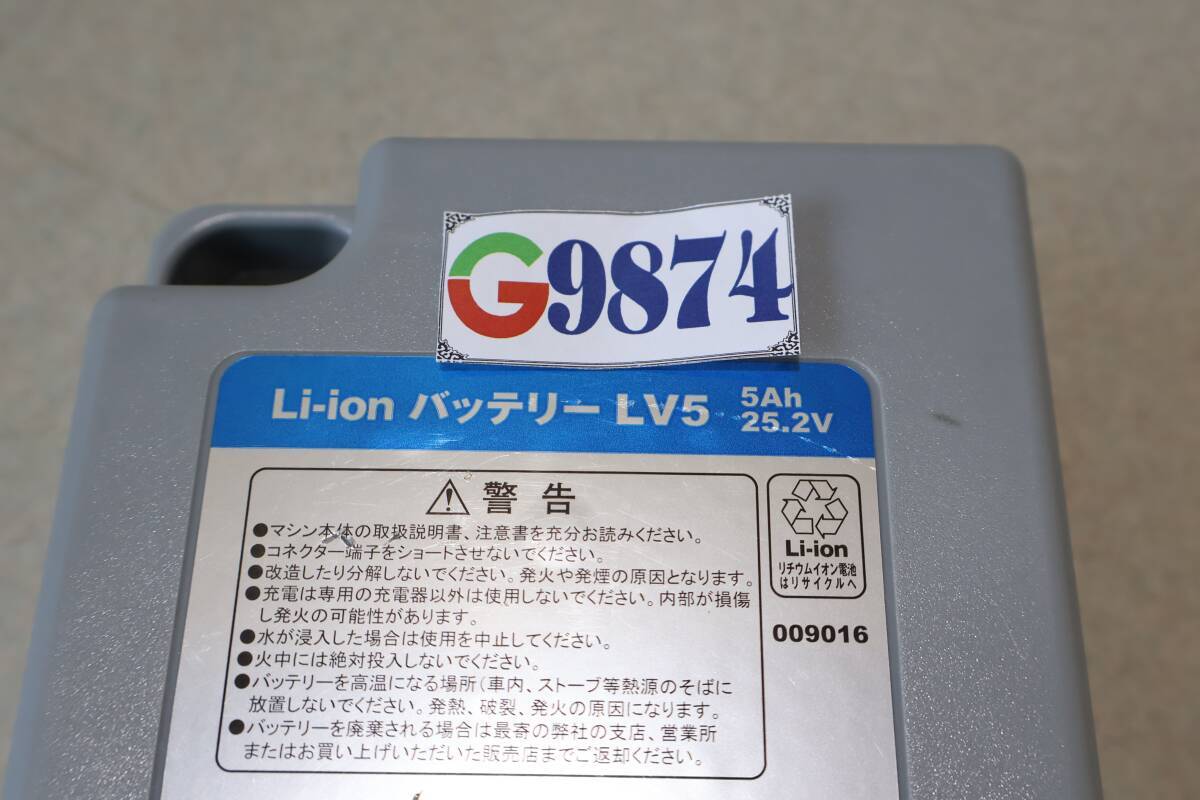 G9874
Li-ion バッテリー LV5 5Ah
25.2V
警告
●マシン本体の取扱説明書、注意書を充分お読みください。
●コネクター端子をショートさせないでください。
●改造したり分解しないでください。発火や発煙の原因となります。
●充電は専用の充電器以外は使用しないでください。内部が損傷
し発火の可能性があります。
●水が浸入した場合は使用を中止してください。
●火中には絶対投入しないでください。
●バッテリーを高温になる場所(車内、ストーブ等熱源のそばに
放置しないでください。発熱、破裂、発火の原因になります。
●バッテリーを廃棄される場合は最寄の弊社の支店、営業所
またはお買い上げいただいた販売店までご返却ください。
Li-ion
リチウムイオン電池
はリサイクルへ
009016